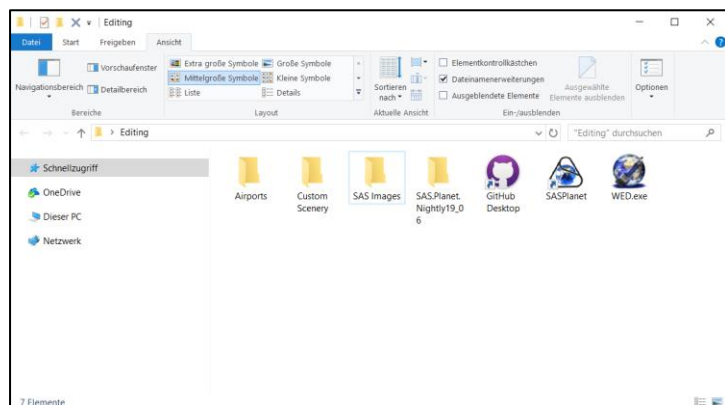 Editing
Datei Start Freigeben Ansicht
Navigationsbereich
Vorschaufenster
Detailbereich
Bereiche
Extra große Symbole
Große Symbole
Mittelgroße Symbole
Kleine Symbole
Liste
Details
Layout
Sortieren
nach
Aktuelle Ansicht
Elementkontrollkästchen
Dateinamenerweiterungen
Ausgeblendete Elemente
Ausgewählte
Elemente ausblenden
Ein-/ausblenden
Optionen
Editing
"Editing" durchsuchen
Schnellzugriff
OneDrive
Dieser PC
Netzwerk
Airports
Custom
Scenery
SAS Images
SAS.Planet.
Nightly19_0
6
GitHub
Desktop
SASPlanet
WED.exe
7 Elemente